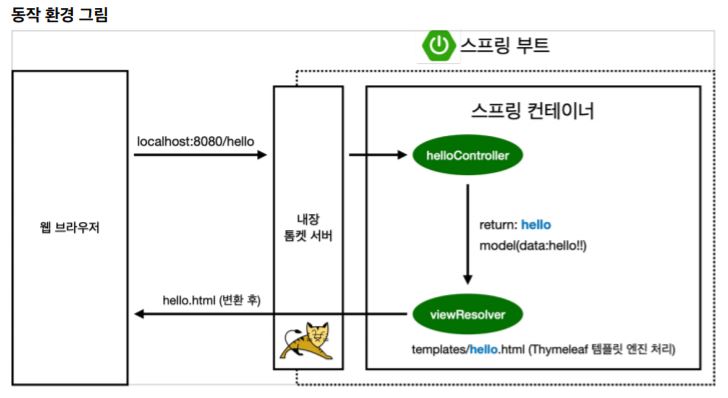 동작 환경 그림
스프링 부트
스프링 컨테이너
localhost:8080/hello
helloController
웹 브라우저
내장
톰켓 서버
return: hello
model(data:hello!!)
hello.html (변환 후)
viewResolver
templates/hello.html (Thymeleaf 템플릿 엔진 처리)